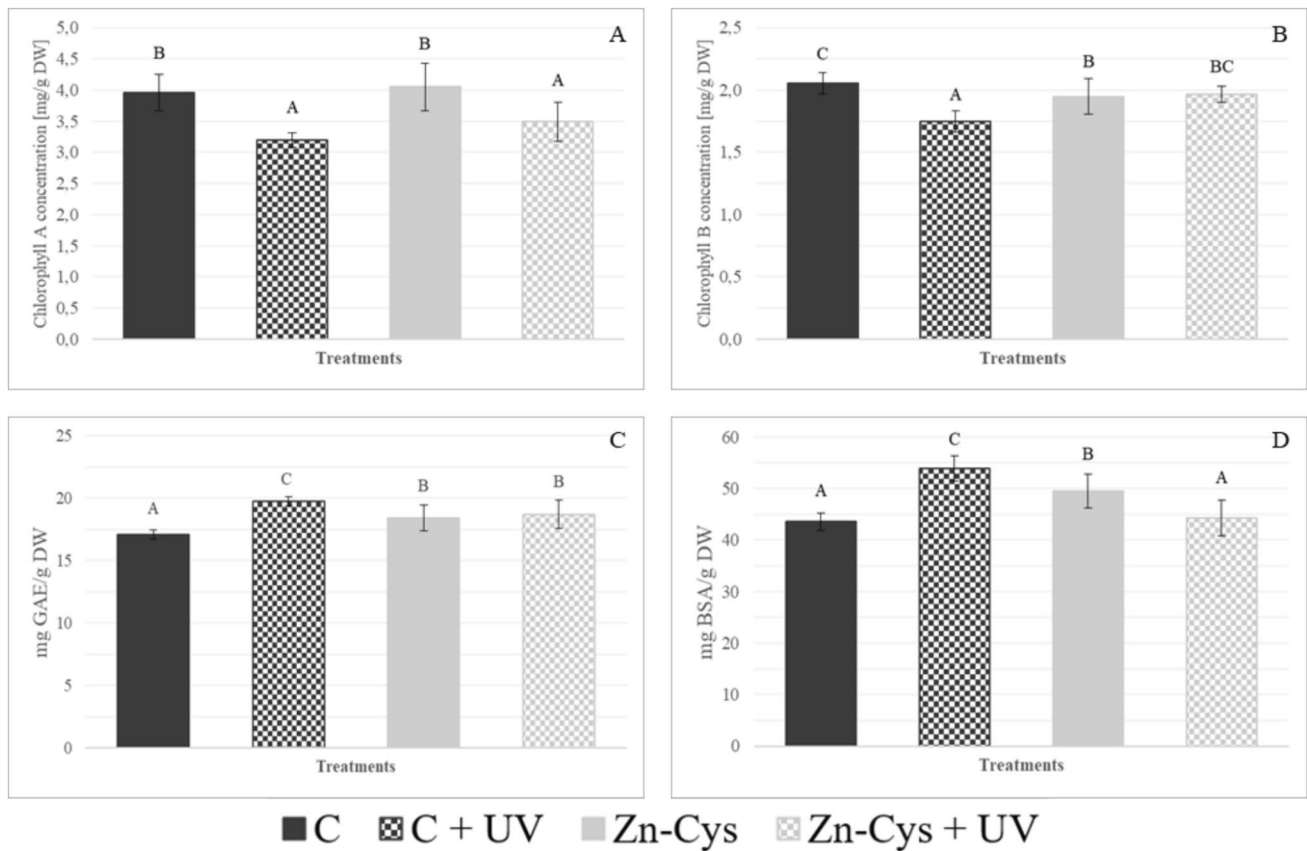 A
Chlorophyll A concentration [mg/g DW]
5,0
4,5
4,0
3,5
3,0
2,5
2,0
1,5
1,0
0,5
0,0
B
A
B
A
Treatments
B
Chlorophyll B concentration [mg/g DW]
2,5
2,0
1,5
1,0
0,5
0,0
C
A
B
BC
Treatments
C
mg GAE/g DW
25
20
15
10
5
0
A
C
B
B
Treatments
D
mg BSA/g DW
60
50
40
30
20
10
0
A
C
B
A
Treatments
C C + UV Zn-Cys Zn-Cys + UV